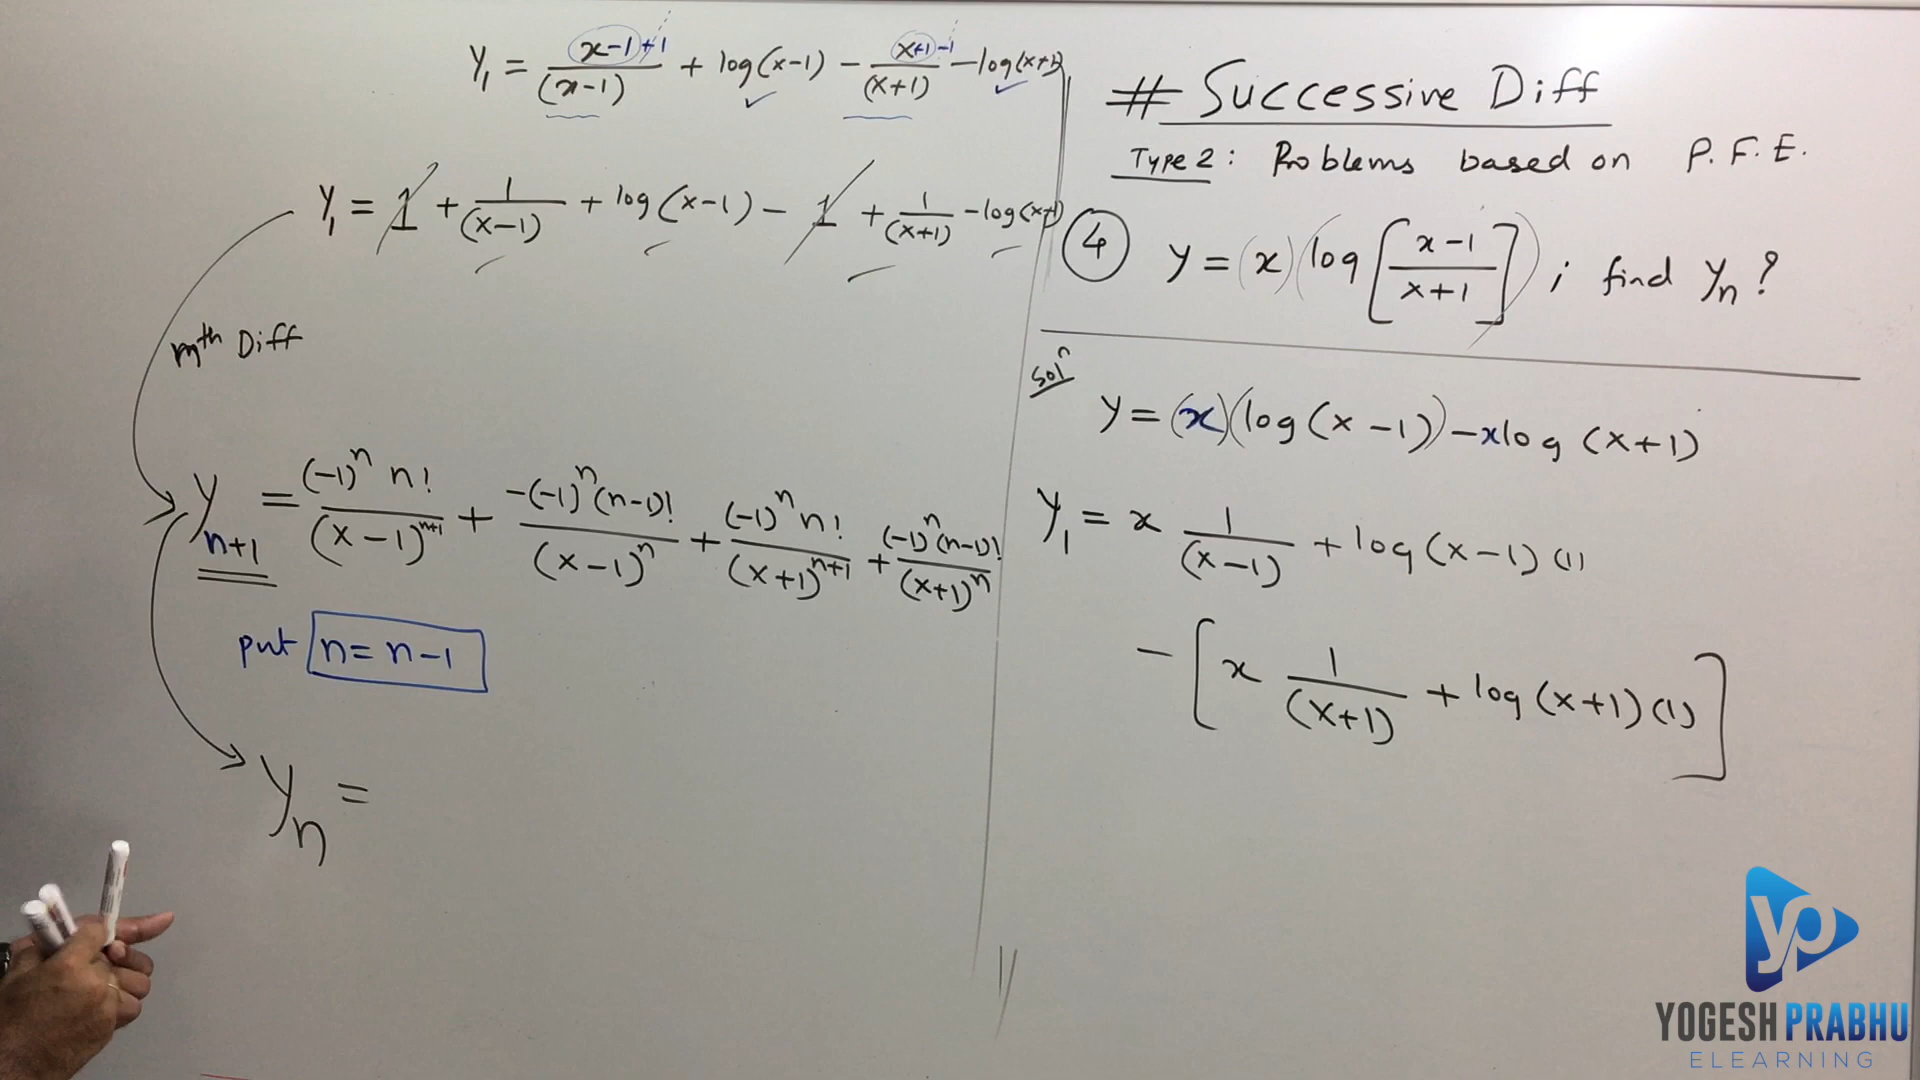 y₁ = (x-1+1)/(x-1) + log(x-1) - (x+1-1)/(x+1) - log(x+1)
y₁ = 1 + 1/(x-1) + log(x-1) - 1 + 1/(x+1) - log(x+1)
nth Diff
yₙ₊₁ = (-1)ⁿ n!/(x-1)ⁿ⁺¹ + -(-1)ⁿ(n-1)!/(x-1)ⁿ + (-1)ⁿ n!/(x+1)ⁿ⁺¹ + (-1)ⁿ(n-1)!/(x+1)ⁿ
put n = n-1
yₙ =
# Successive Diff
Type 2 : Problems based on P.F.E.
④ y = (x)(log[(x-1)/(x+1)]) ; find yₙ?
Solⁿ
y = (x)(log(x-1)) - xlog(x+1)
y₁ = x 1/(x-1) + log(x-1)(1)
- [x 1/(x+1) + log(x+1)(1)]
yp
YOGESH PRABHU
ELEARNING